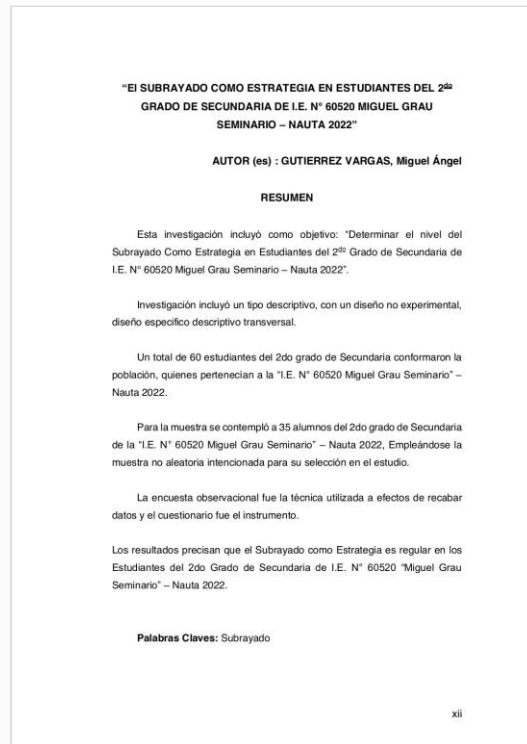 “El SUBRAYADO COMO ESTRATEGIA EN ESTUDIANTES DEL 2do
GRADO DE SECUNDARIA DE I.E. N° 60520 MIGUEL GRAU
SEMINARIO – NAUTA 2022”
AUTOR (es) : GUTIERREZ VARGAS, Miguel Ángel
RESUMEN
Esta investigación incluyó como objetivo: “Determinar el nivel del
Subrayado Como Estrategia en Estudiantes del 2do Grado de Secundaria de
I.E. N° 60520 Miguel Grau Seminario – Nauta 2022”.
Investigación incluyó un tipo descriptivo, con un diseño no experimental,
diseño especifico descriptivo transversal.
Un total de 60 estudiantes del 2do grado de Secundaria conformaron la
población, quienes pertenecían a la “I.E. N° 60520 Miguel Grau Seminario” –
Nauta 2022.
Para la muestra se contempló a 35 alumnos del 2do grado de Secundaria
de la “I.E. N° 60520 Miguel Grau Seminario” – Nauta 2022, Empleándose la
muestra no aleatoria intencionada para su selección en el estudio.
La encuesta observacional fue la técnica utilizada a efectos de recabar
datos y el cuestionario fue el instrumento.
Los resultados precisan que el Subrayado como Estrategia es regular en los
Estudiantes del 2do Grado de Secundaria de I.E. N° 60520 “Miguel Grau
Seminario” – Nauta 2022.
Palabras Claves: Subrayado
xii